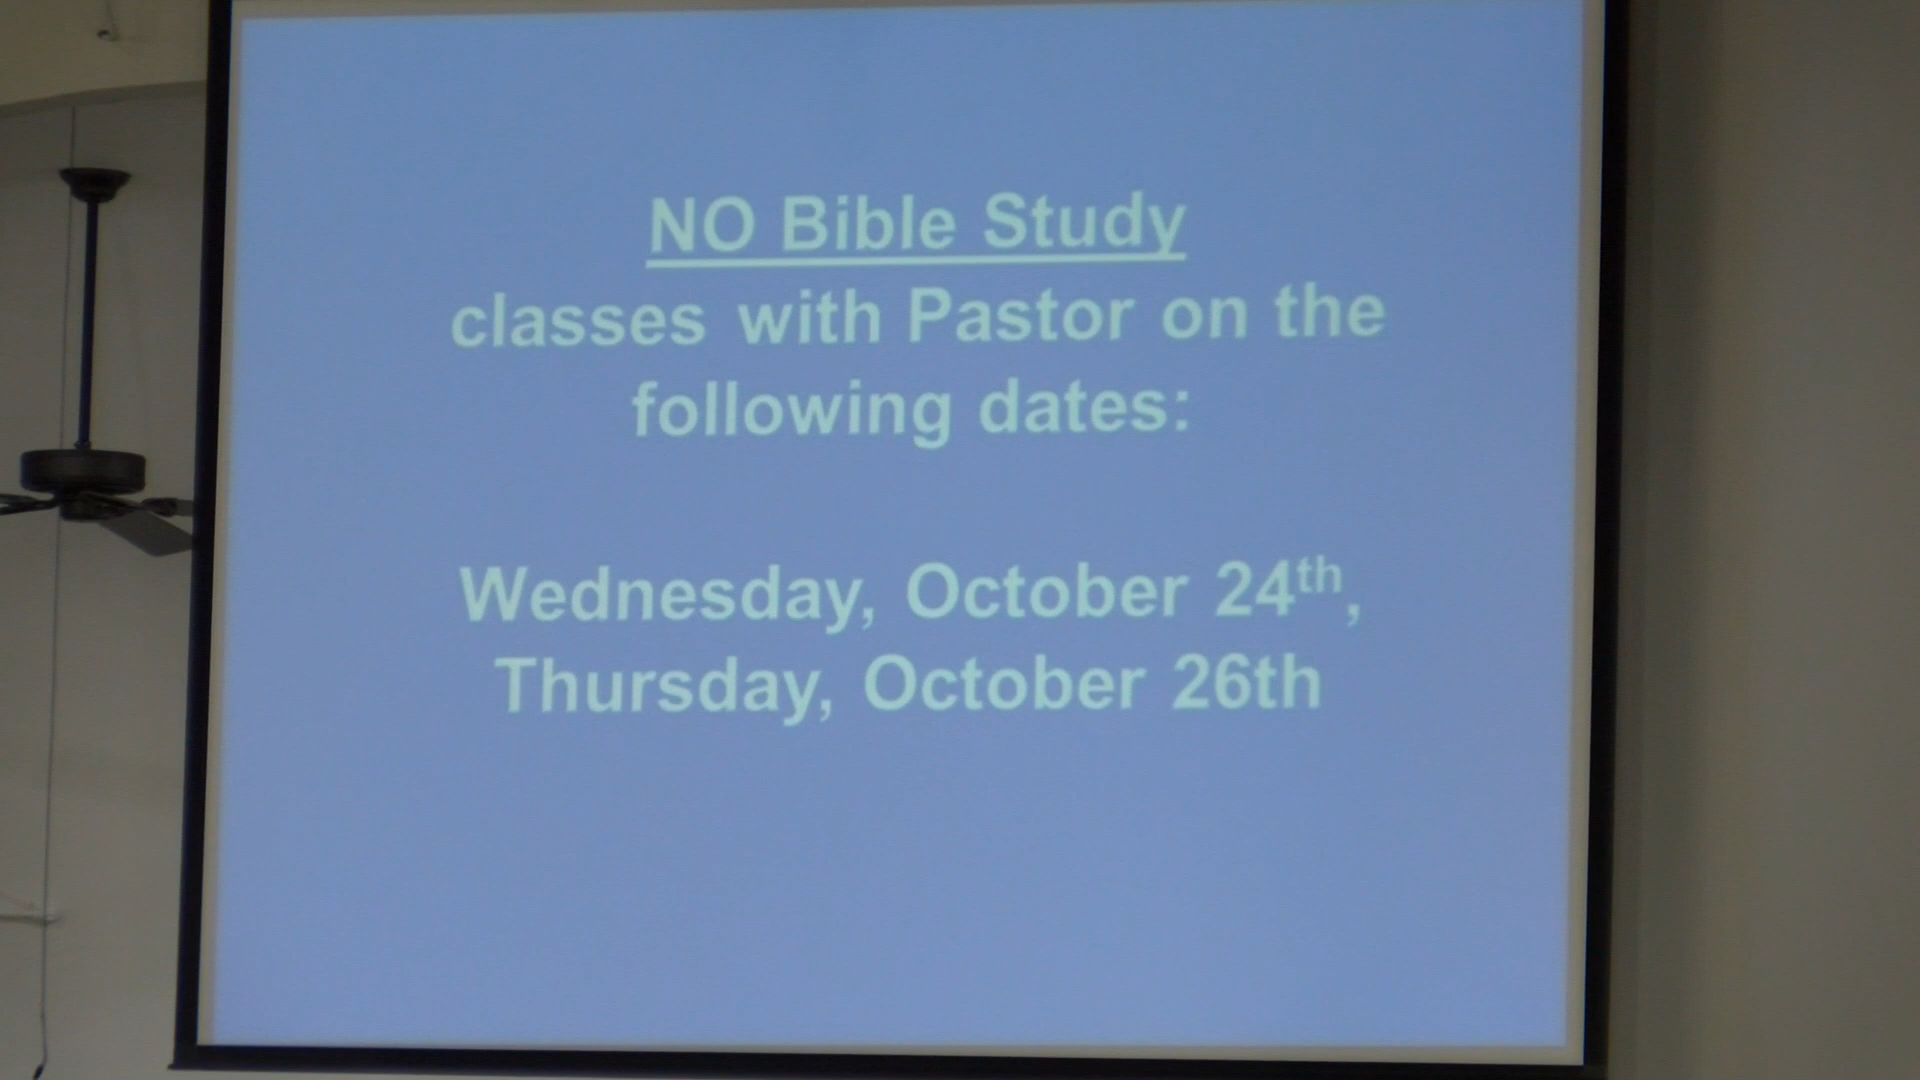 NO Bible Study
classes with Pastor on the
following dates:
Wednesday, October 24th,
Thursday, October 26th